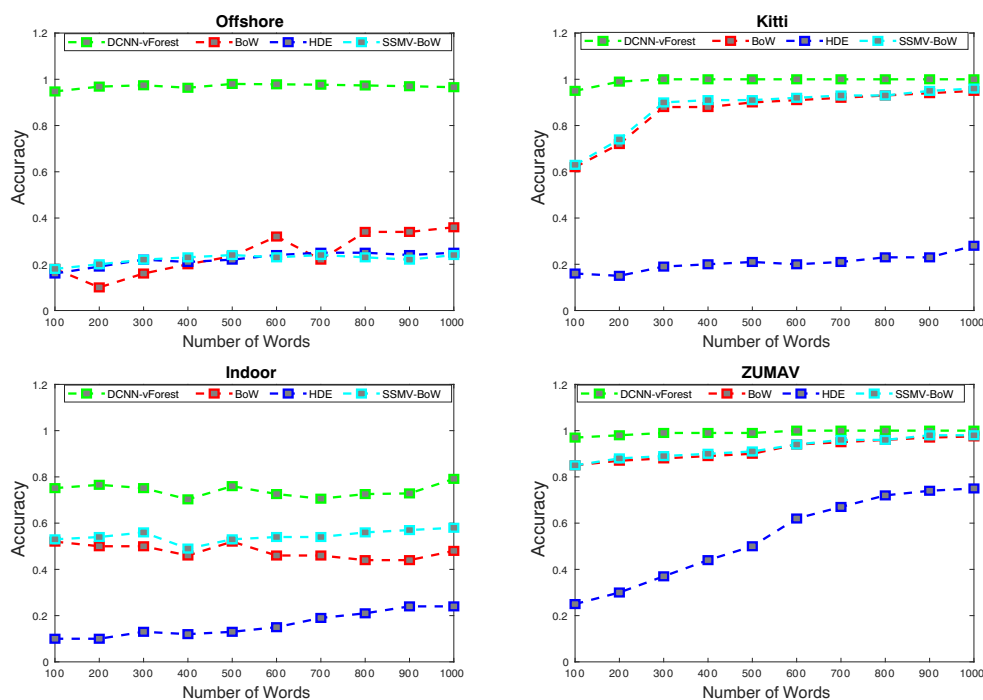 Offshore
DCNN-vForest BoW HDE SSMV-BoW
1.2
1
0.8
0.6
0.4
0.2
0
Accuracy
100 200 300 400 500 600 700 800 900 1000
Number of Words
Kitti
DCNN-vForest BoW HDE SSMV-BoW
1.2
1
0.8
0.6
0.4
0.2
0
Accuracy
100 200 300 400 500 600 700 800 900 1000
Number of Words
Indoor
DCNN-vForest BoW HDE SSMV-BoW
1.2
1
0.8
0.6
0.4
0.2
0
Accuracy
100 200 300 400 500 600 700 800 900 1000
Number of Words
ZUMAV
DCNN-vForest BoW HDE SSMV-BoW
1.2
1
0.8
0.6
0.4
0.2
0
Accuracy
100 200 300 400 500 600 700 800 900 1000
Number of Words